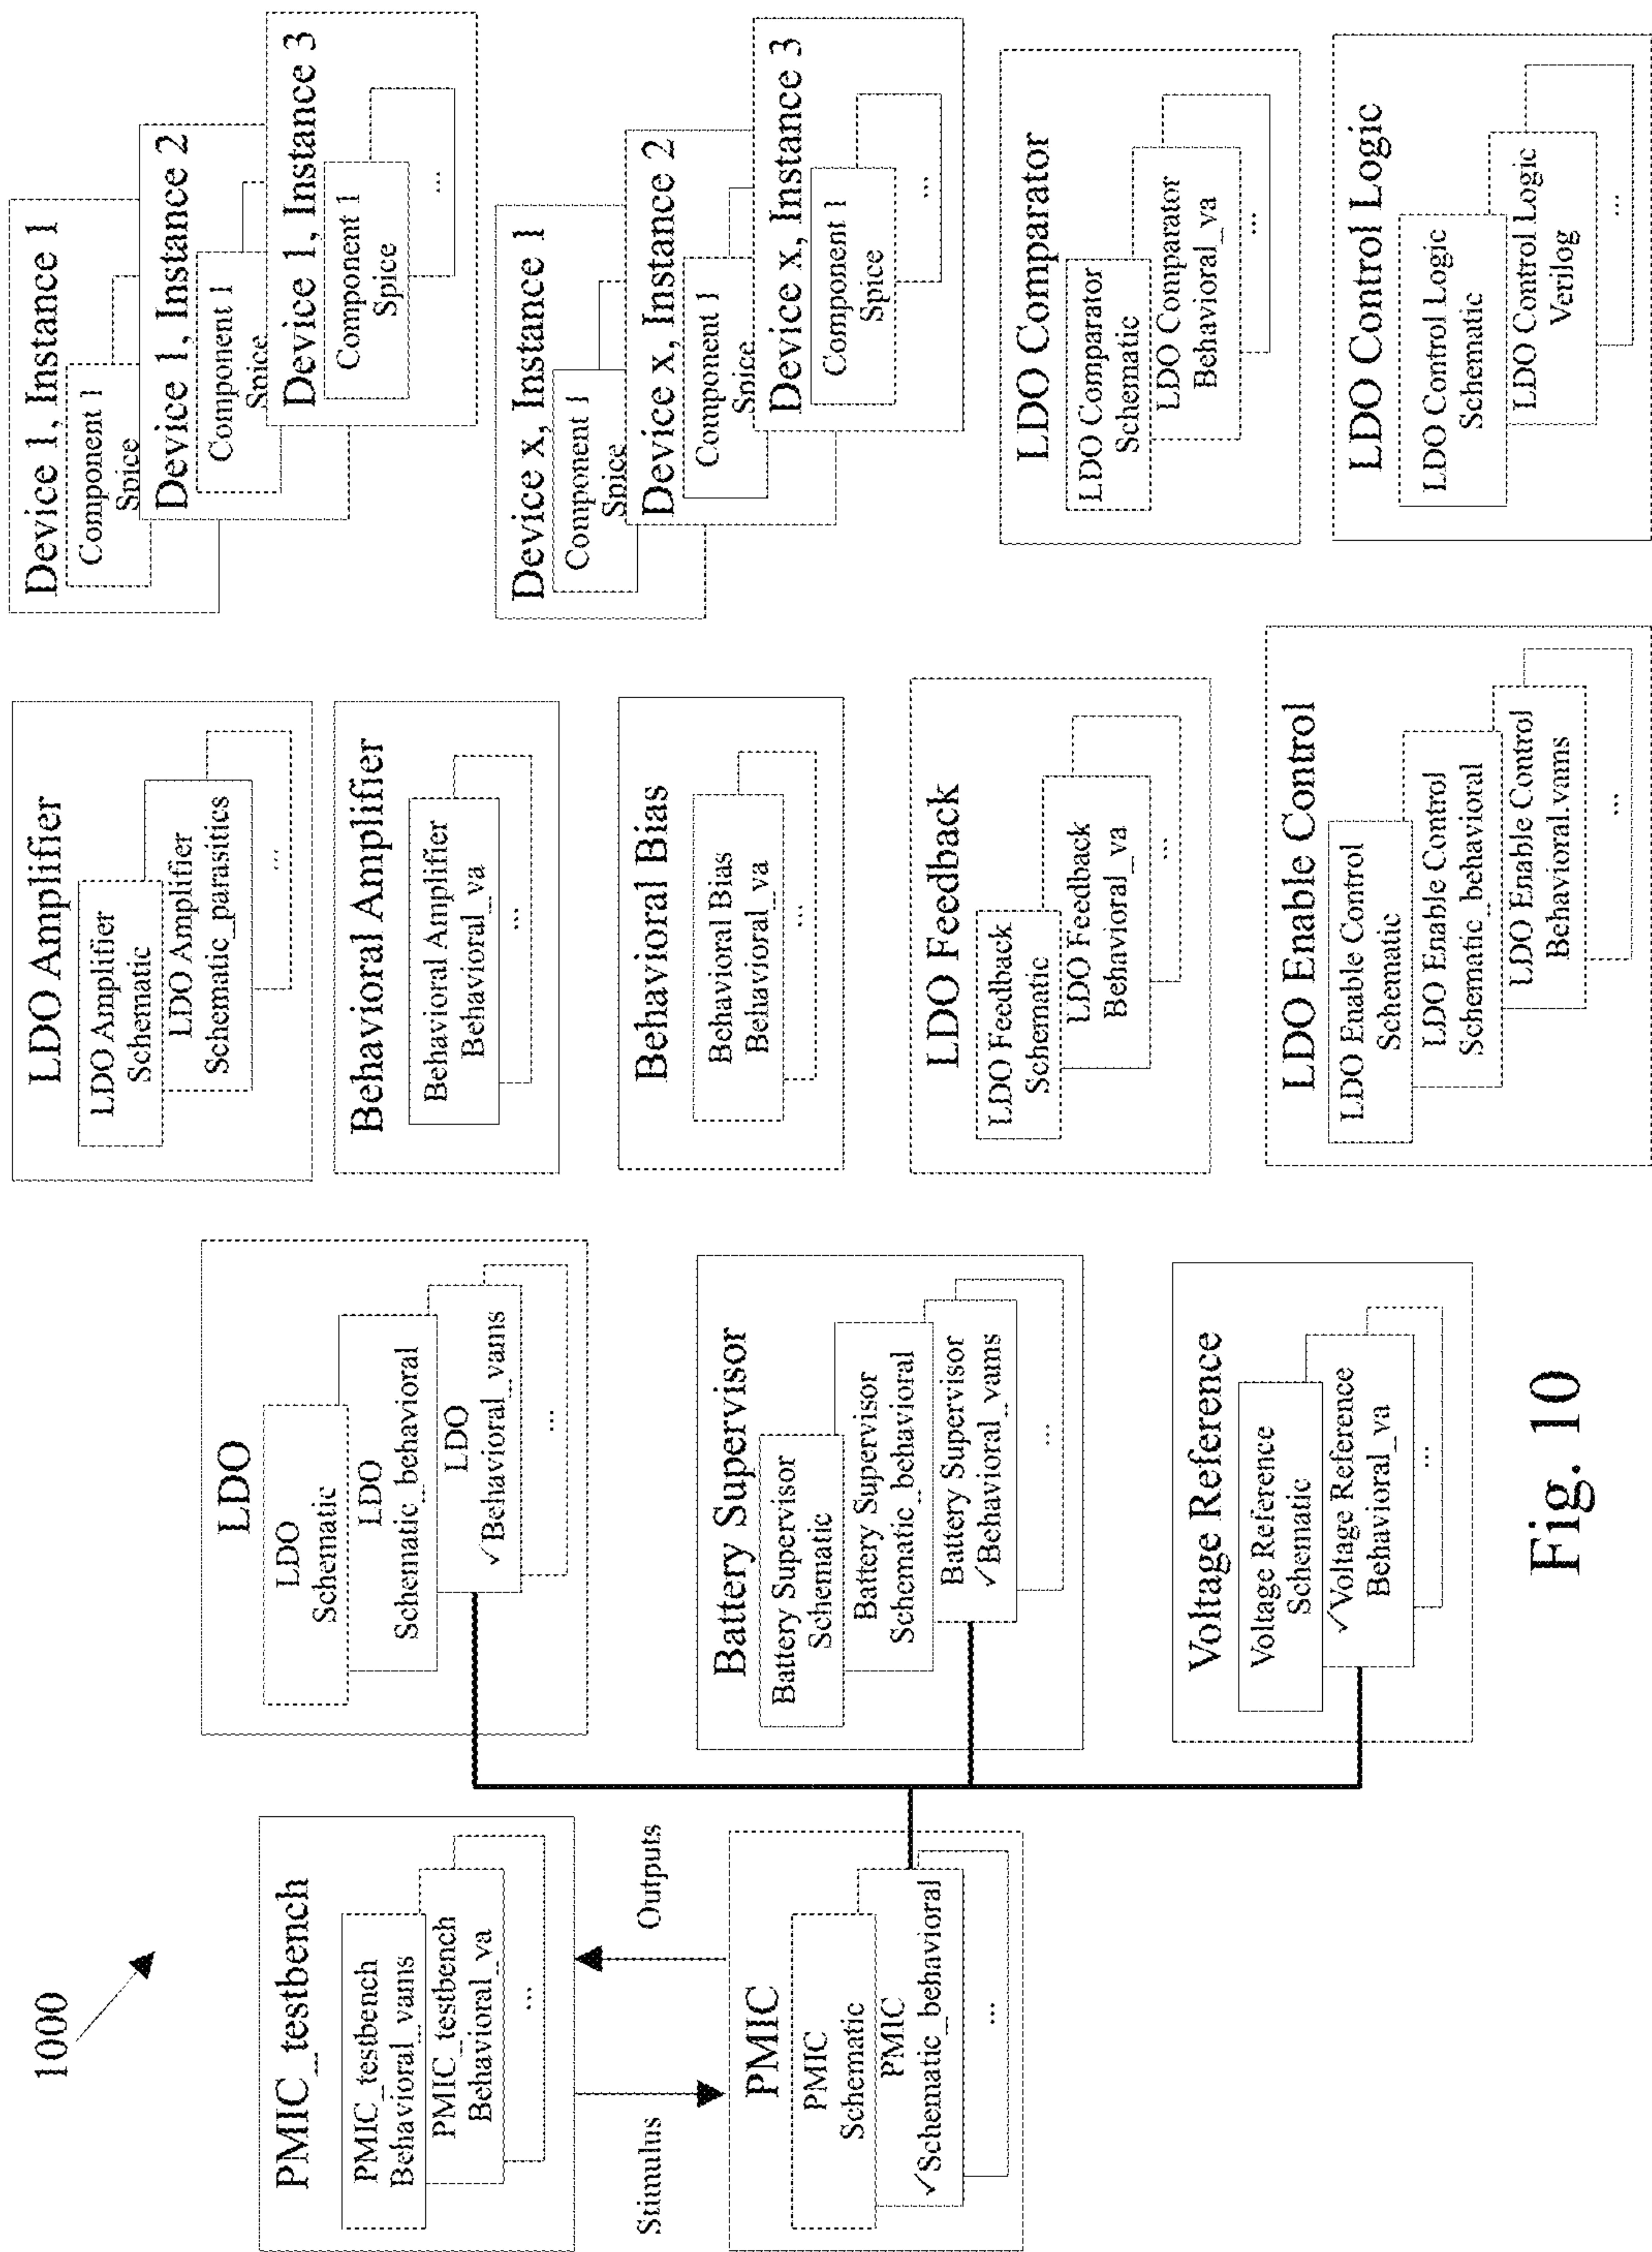 1000
PMIC_testbench
PMIC_testbench
Behavioral_vams
PMIC_testbench
Behavioral_va
...
Stimulus
Outputs
PMIC
PMIC
Schematic
PMIC
✓Schematic_behavioral
...
LDO
LDO
Schematic
LDO
Schematic_behavioral
LDO
✓Behavioral_vams
...
Battery Supervisor
Battery Supervisor
Schematic
Battery Supervisor
Schematic_behavioral
Battery Supervisor
✓Behavioral_vams
...
Voltage Reference
Voltage Reference
Schematic
✓Voltage Reference
Behavioral_va
...
LDO Amplifier
LDO Amplifier
Schematic
LDO Amplifier
Schematic_parasitics
...
Behavioral Amplifier
Behavioral Amplifier
Behavioral_va
...
Behavioral Bias
Behavioral Bias
Behavioral_va
...
LDO Feedback
LDO Feedback
Schematic
LDO Feedback
Behavioral_va
...
LDO Enable Control
LDO Enable Control
Schematic
LDO Enable Control
Schematic_behavioral
LDO Enable Control
Behavioral.vams
...
Device 1, Instance 1
Component 1
Spice
Device 1, Instance 2
Component 1
Spice
Device 1, Instance 3
Component 1
Spice
...
Device x, Instance 1
Component 1
Spice
Device x, Instance 2
Component 1
Spice
Device x, Instance 3
Component 1
Spice
...
LDO Comparator
LDO Comparator
Schematic
LDO Comparator
Behavioral_va
...
LDO Control Logic
LDO Control Logic
Schematic
LDO Control Logic
Verilog
...
Fig. 10